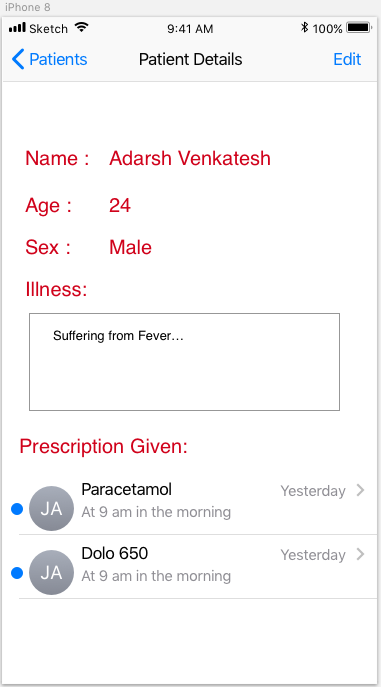 iPhone 8
Sketch 9:41 AM 100%
Patients Patient Details Edit
Name : Adarsh Venkatesh
Age : 24
Sex : Male
Illness:
Suffering from Fever…
Prescription Given:
JA Paracetamol Yesterday
At 9 am in the morning
JA Dolo 650 Yesterday
At 9 am in the morning